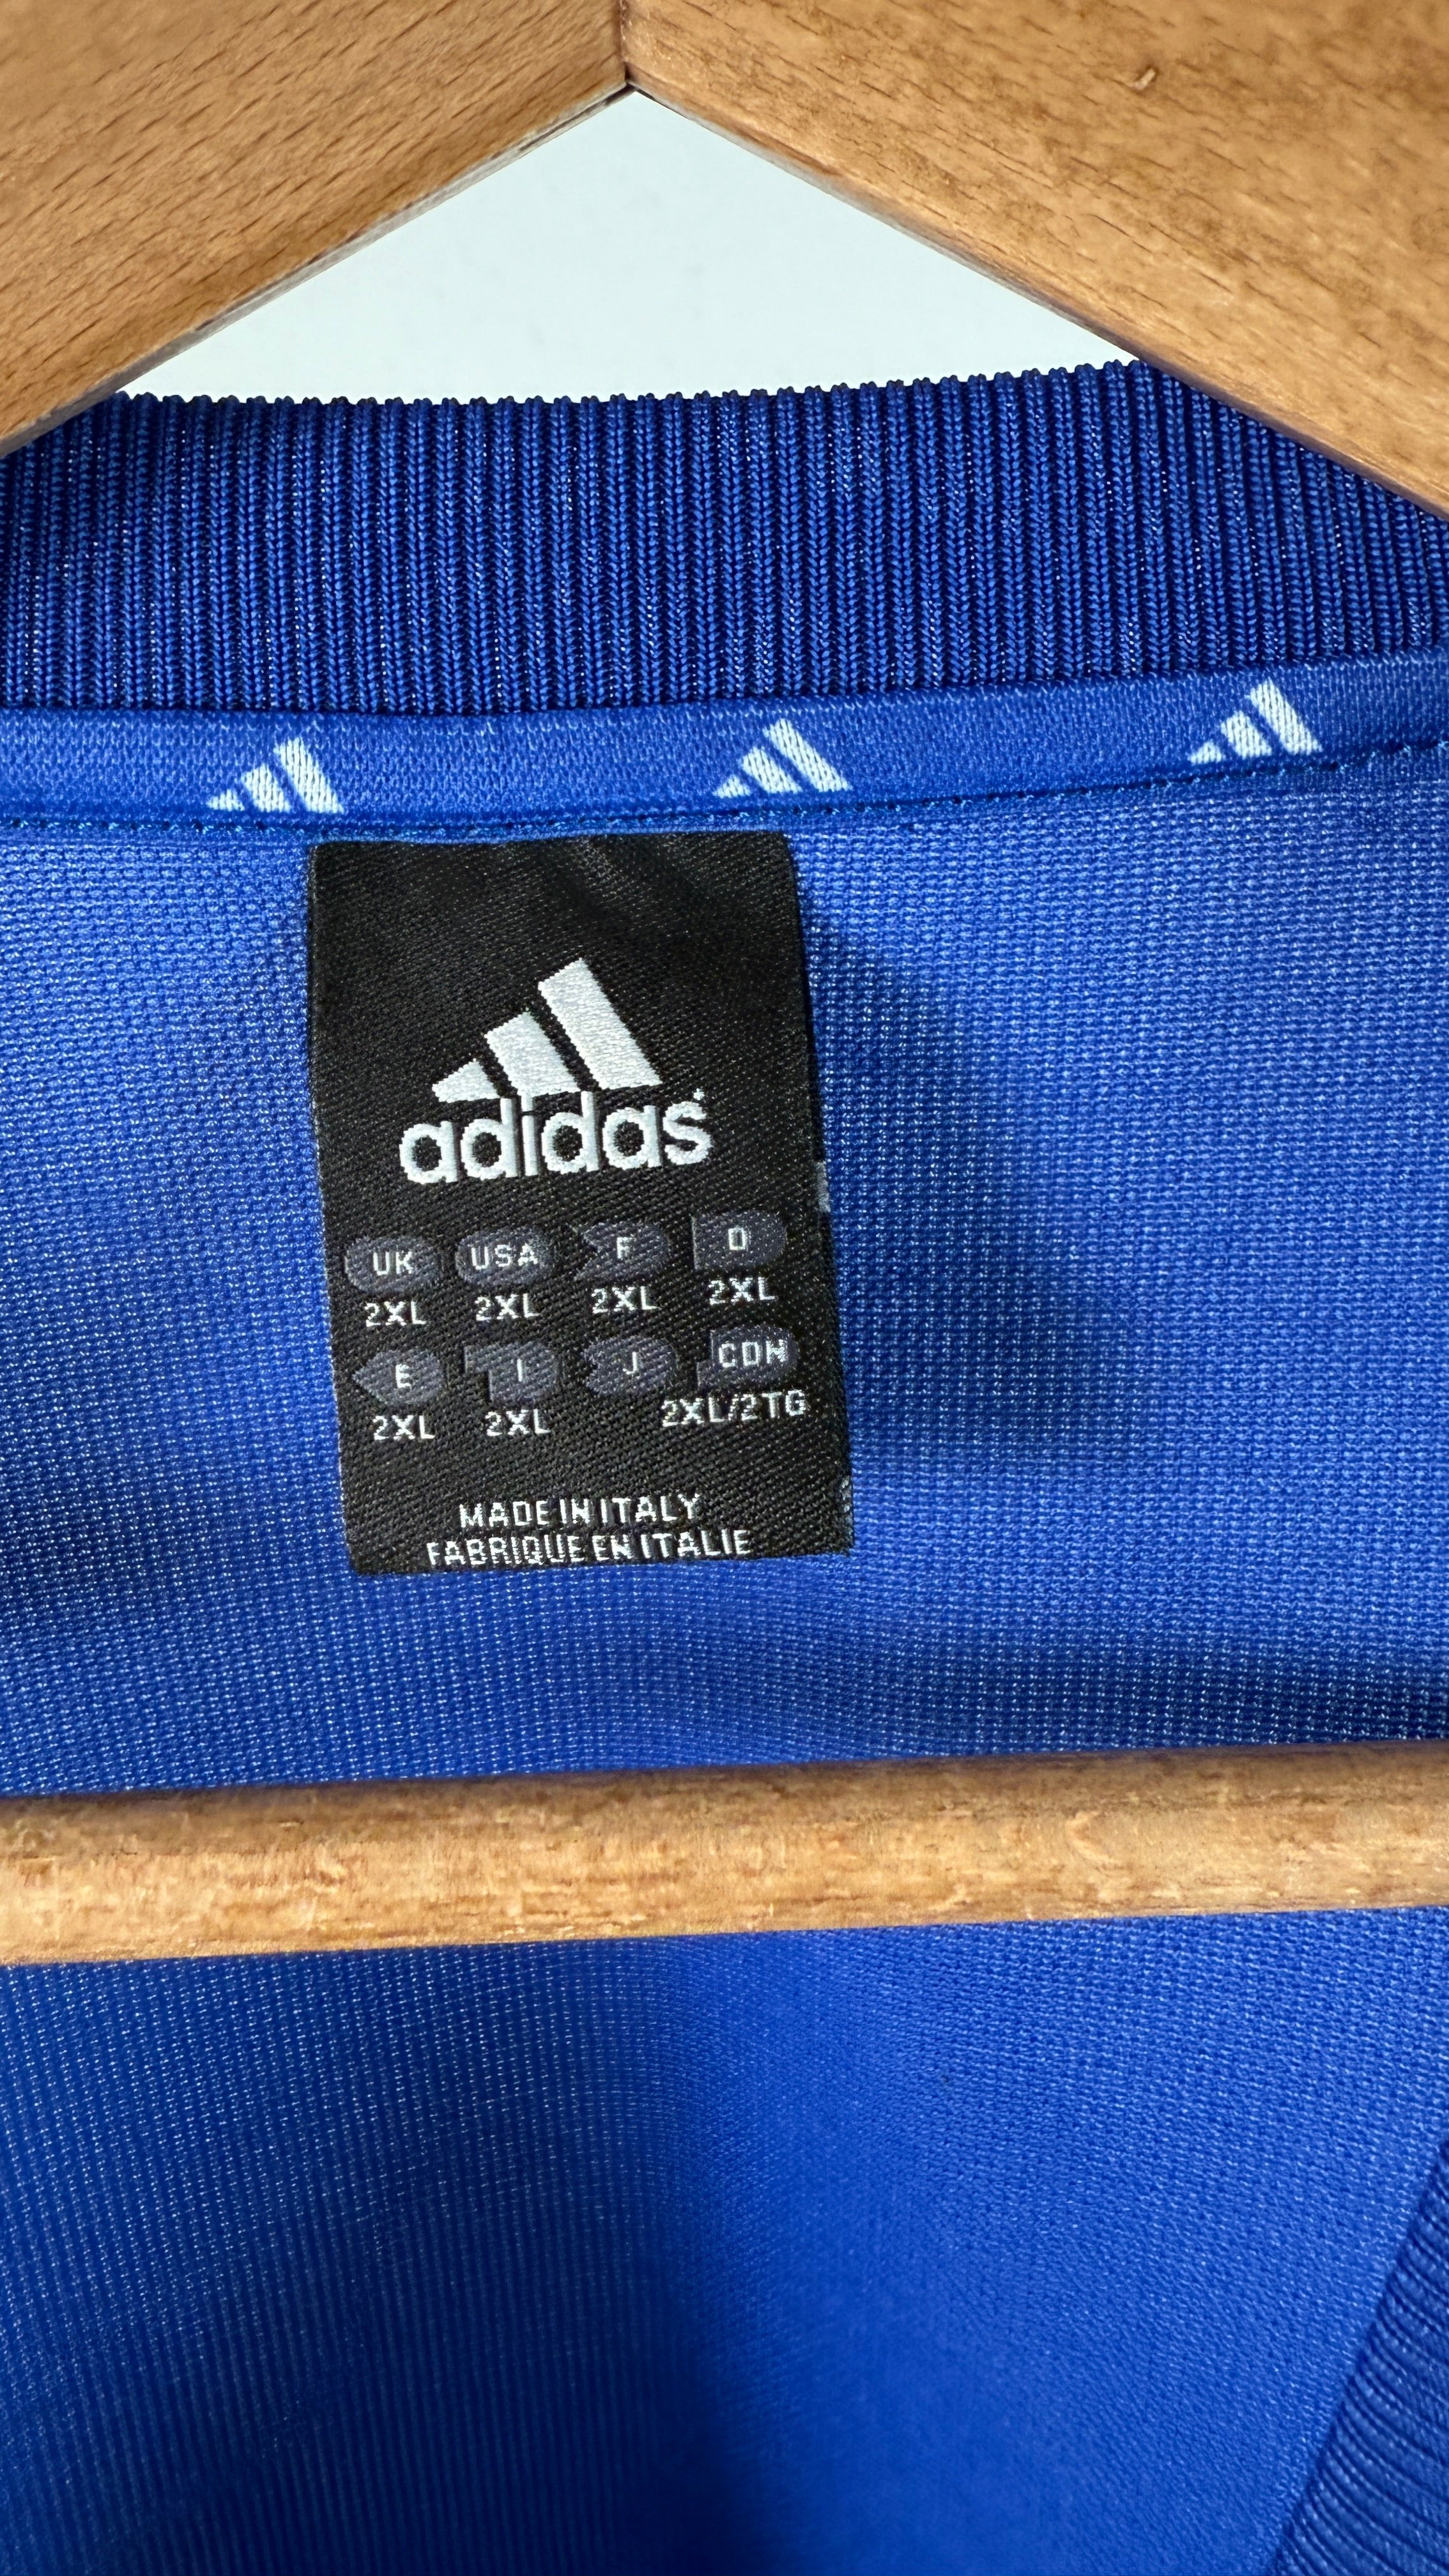 adidas
UK USA F D
2XL 2XL 2XL 2XL
E I J CDN
2XL 2XL 2XL/2TG
MADE IN ITALY
FABRIQUE EN ITALIE